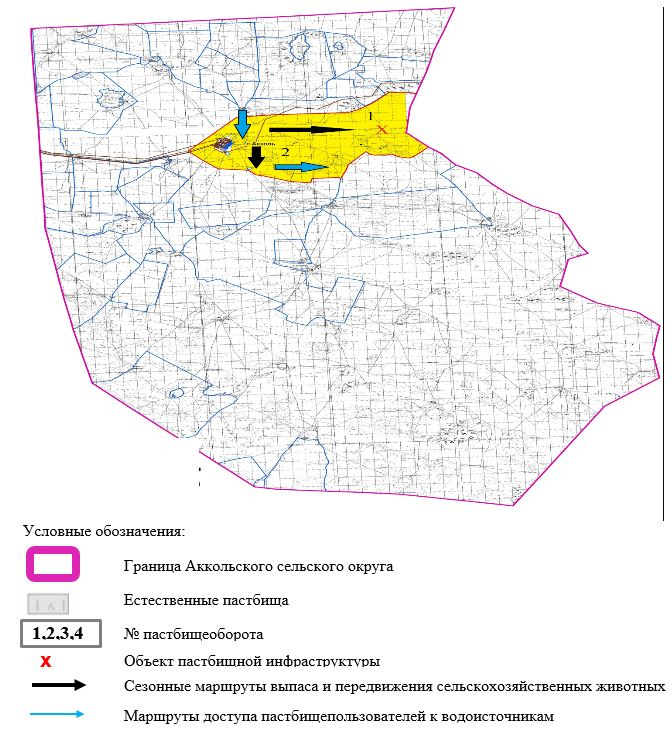 1
с. Акколь
2
Условные обозначения:
Граница Аккольского сельского округа
Естественные пастбища
1,2,3,4 № пастбищеоборота
X Объект пастбищной инфраструктуры
Сезонные маршруты выпаса и передвижения сельскохозяйственных животных
Маршруты доступа пастбищепользователей к водоисточникам